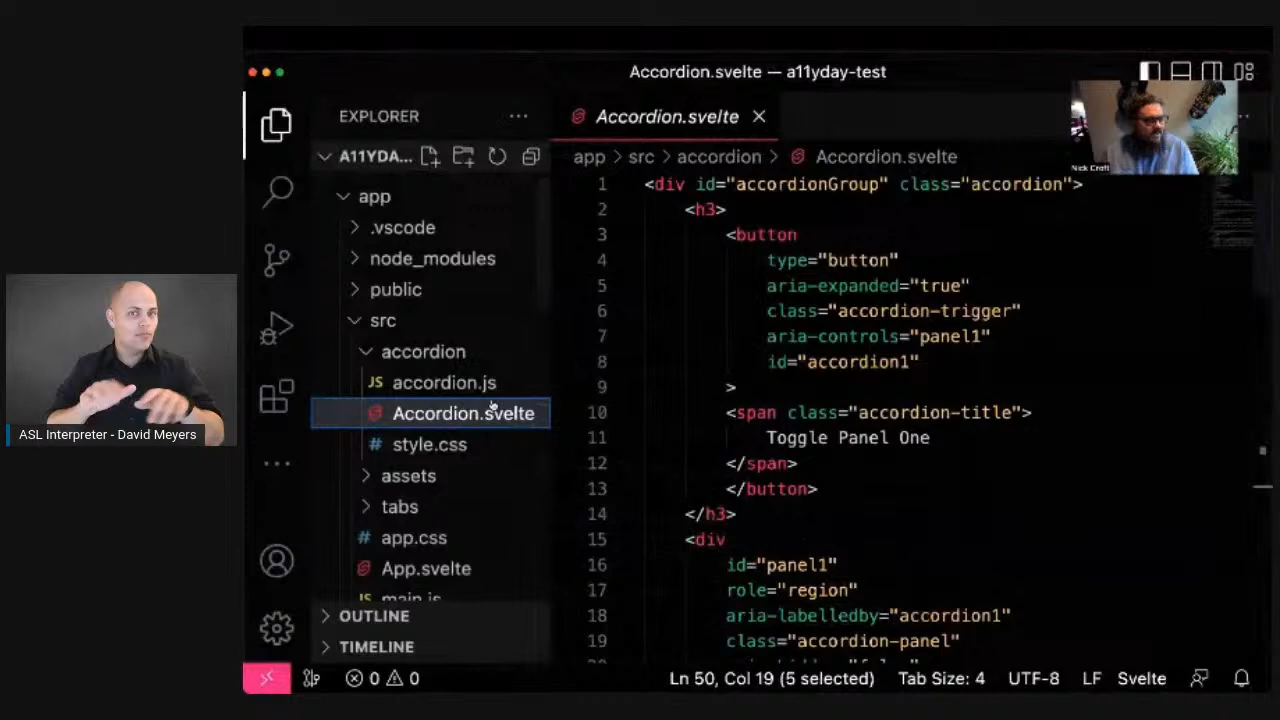 Accordion.svelte — a11yday-test
EXPLORER
Accordion.svelte
A11YDA...
app > src > accordion > Accordion.svelte
app
.vscode
node_modules
public
src
accordion
JS accordion.js
Accordion.svelte
# style.css
assets
tabs
# app.css
App.svelte
JS main.js
OUTLINE
TIMELINE
1 <div id="accordionGroup" class="accordion">
2 <h3>
3 <button
4 type="button"
5 aria-expanded="true"
6 class="accordion-trigger"
7 aria-controls="panel1"
8 id="accordion1"
9 >
10 <span class="accordion-title">
11 Toggle Panel One
12 </span>
13 </button>
14 </h3>
15 <div
16 id="panel1"
17 role="region"
18 aria-labelledby="accordion1"
19 class="accordion-panel"
Nick Croft
ASL Interpreter - David Meyers
0 0
Ln 50, Col 19 (5 selected) Tab Size: 4 UTF-8 LF Svelte